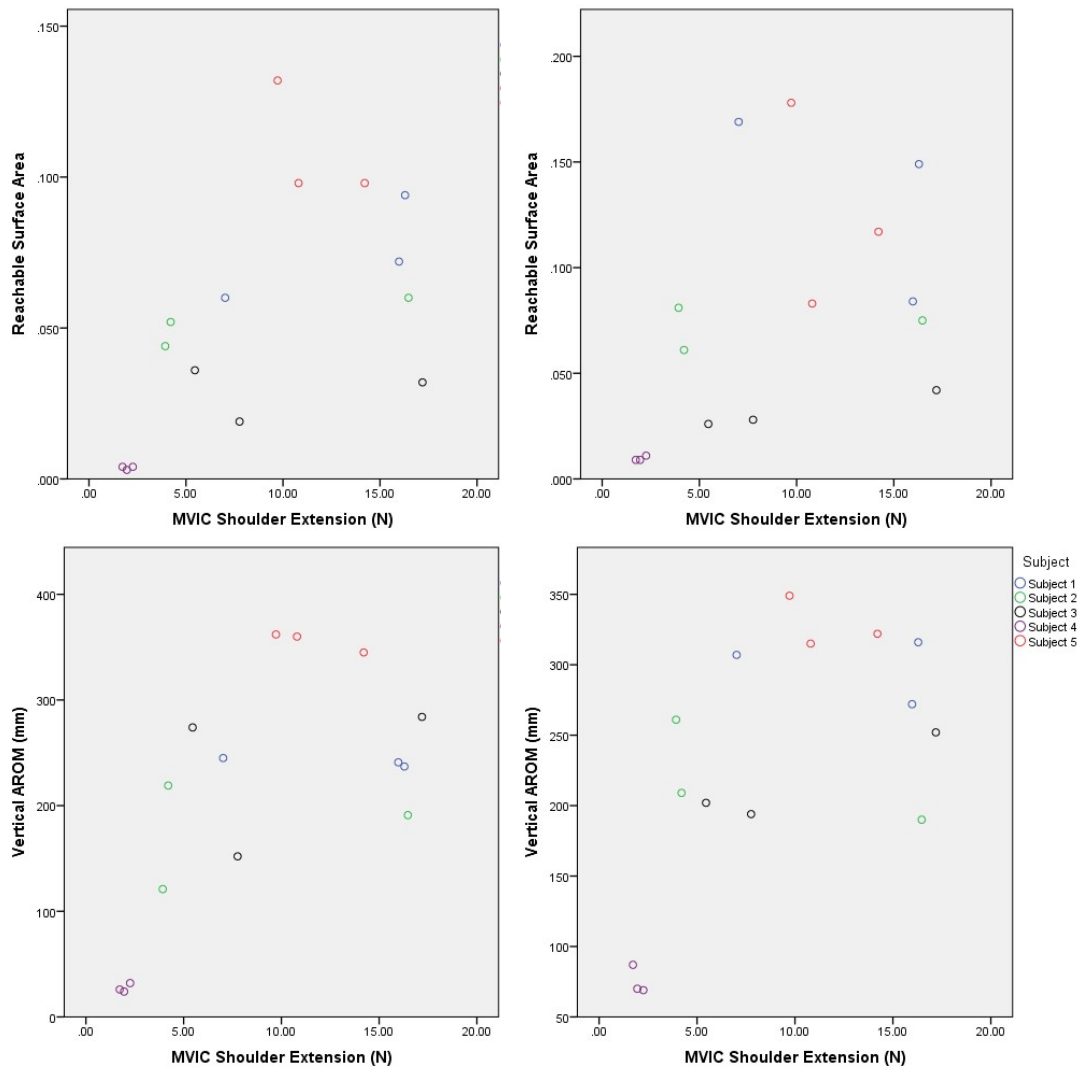 .150
.100
.050
.000
Reachable Surface Area
.00 5.00 10.00 15.00 20.00
MVIC Shoulder Extension (N)
.200
.150
.100
.050
.000
Reachable Surface Area
.00 5.00 10.00 15.00 20.00
MVIC Shoulder Extension (N)
400
300
200
100
0
Vertical AROM (mm)
.00 5.00 10.00 15.00 20.00
MVIC Shoulder Extension (N)
350
300
250
200
150
100
50
Vertical AROM (mm)
.00 5.00 10.00 15.00 20.00
MVIC Shoulder Extension (N)
Subject
Subject 1
Subject 2
Subject 3
Subject 4
Subject 5